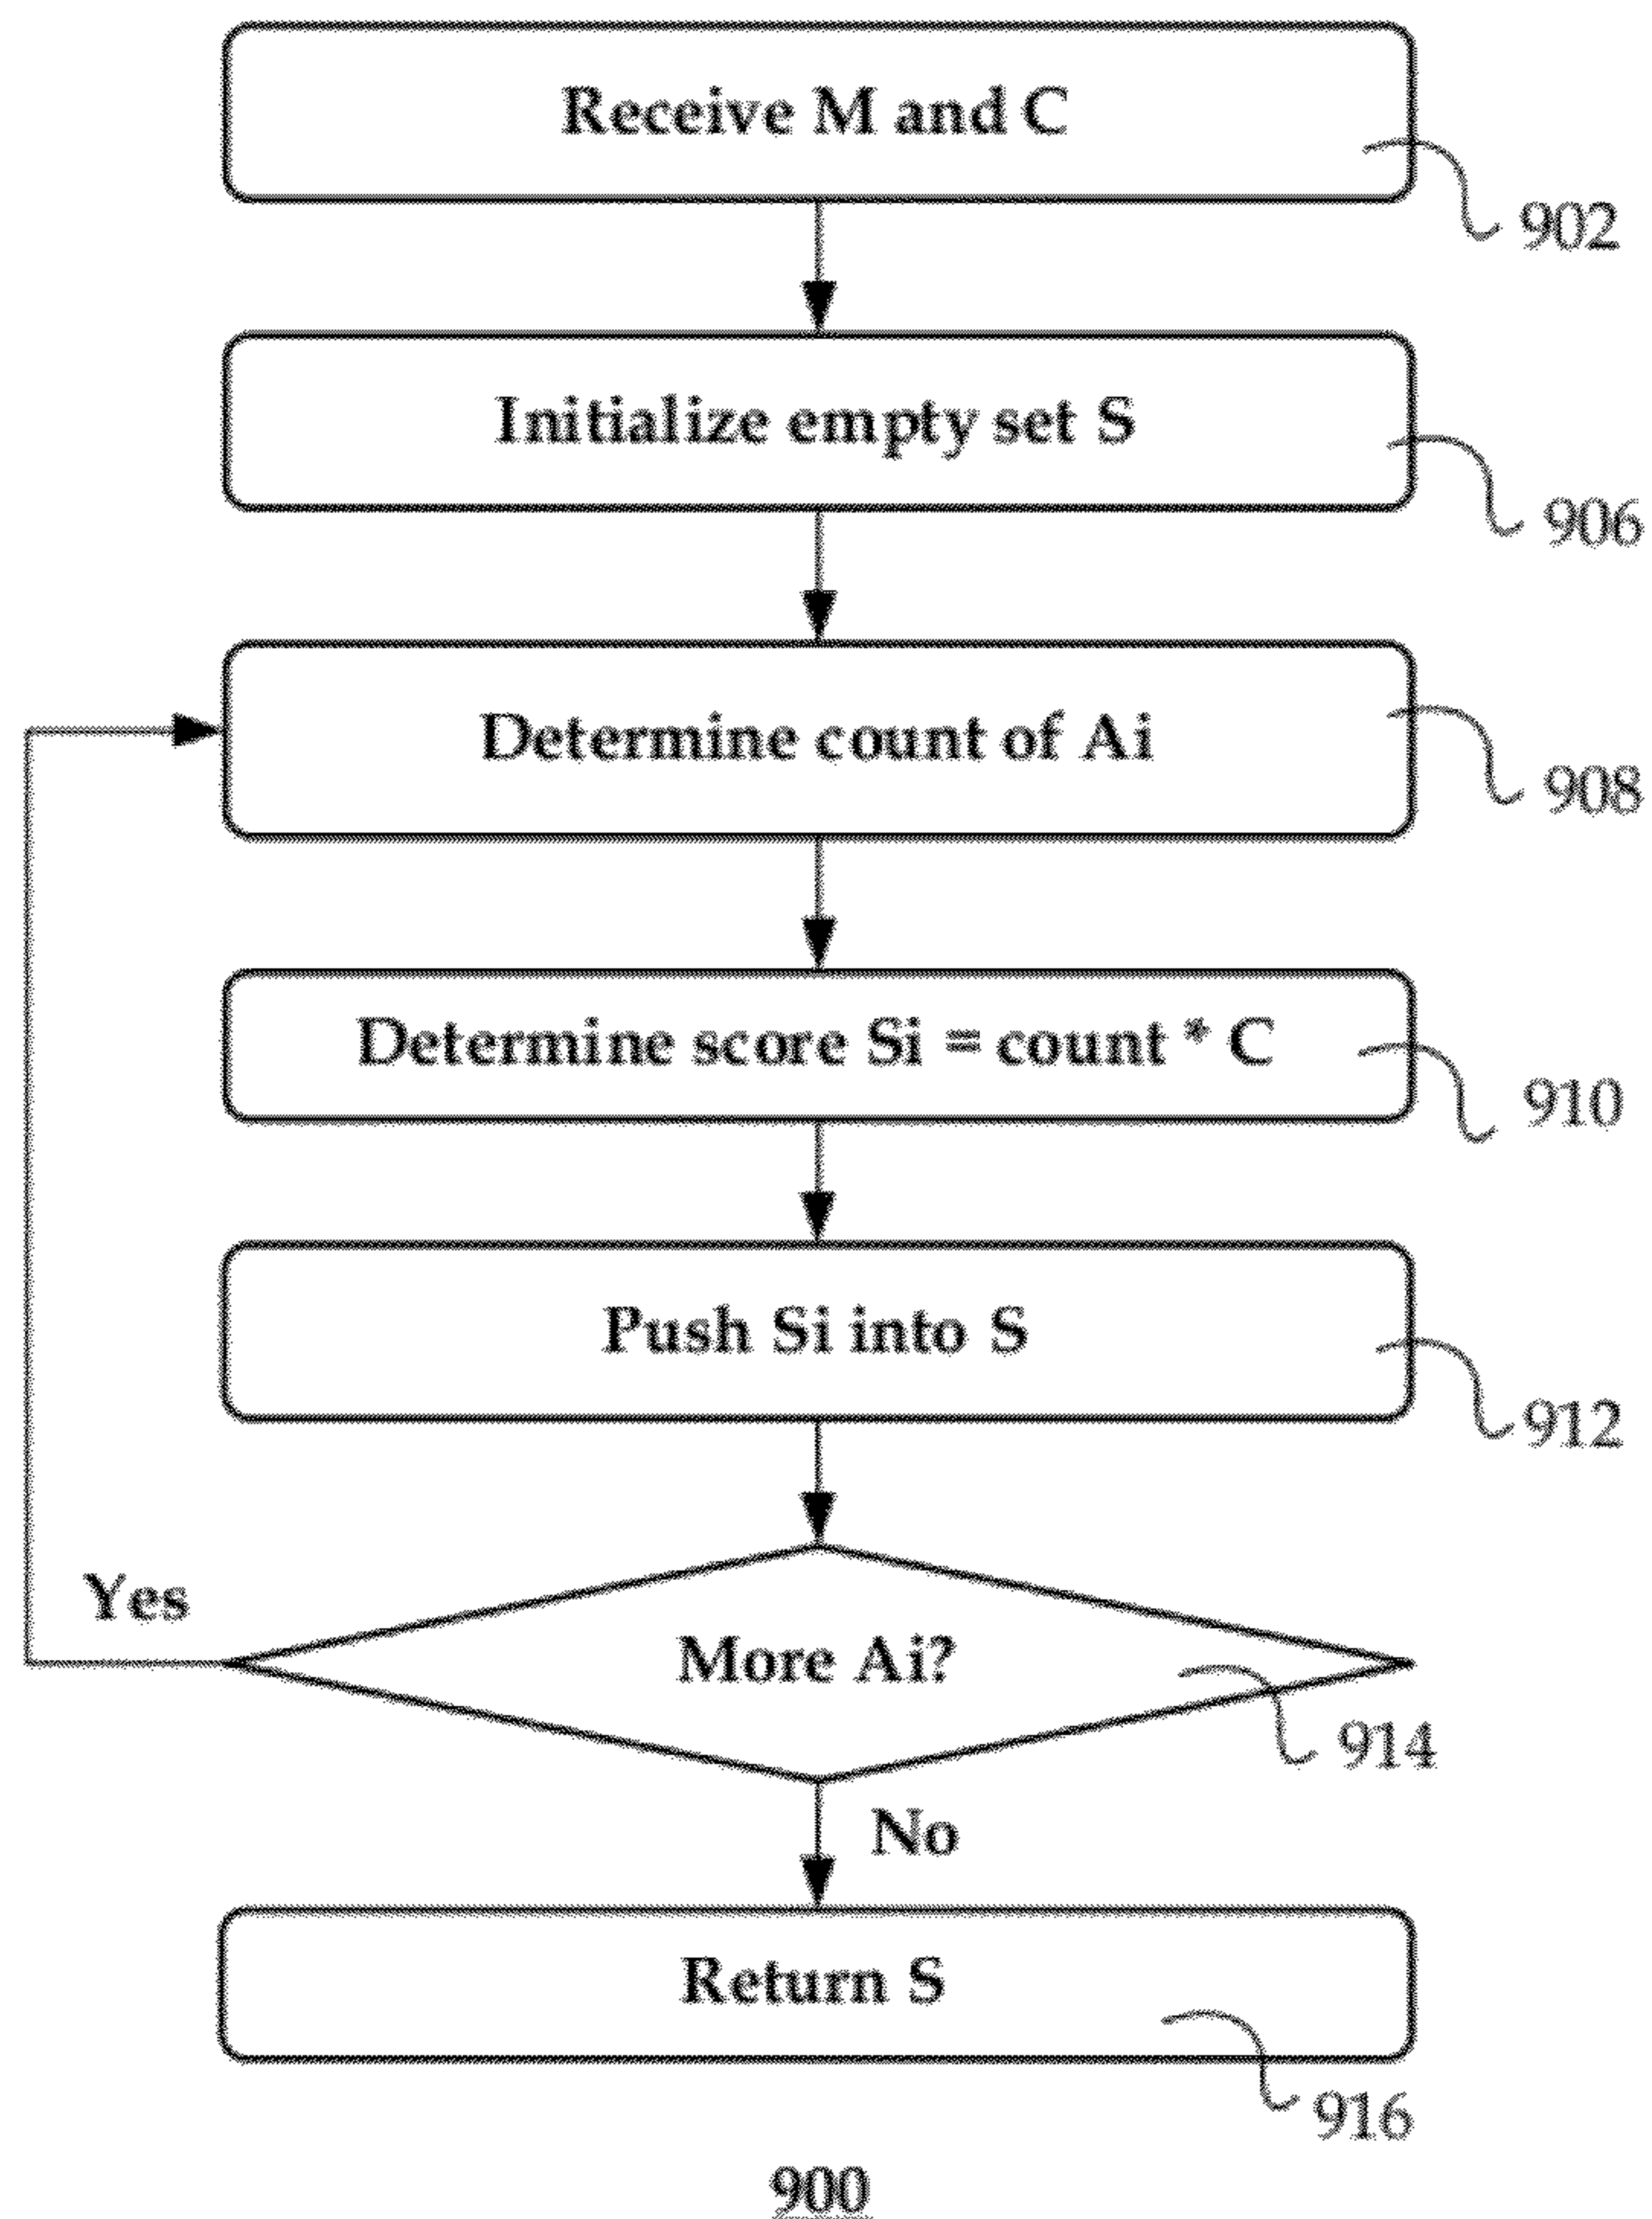 Receive M and C
902
Initialize empty set S
906
Determine count of Ai
908
Determine score Si = count * C
910
Push Si into S
912
Yes
More Ai?
914
No
Return S
916
900